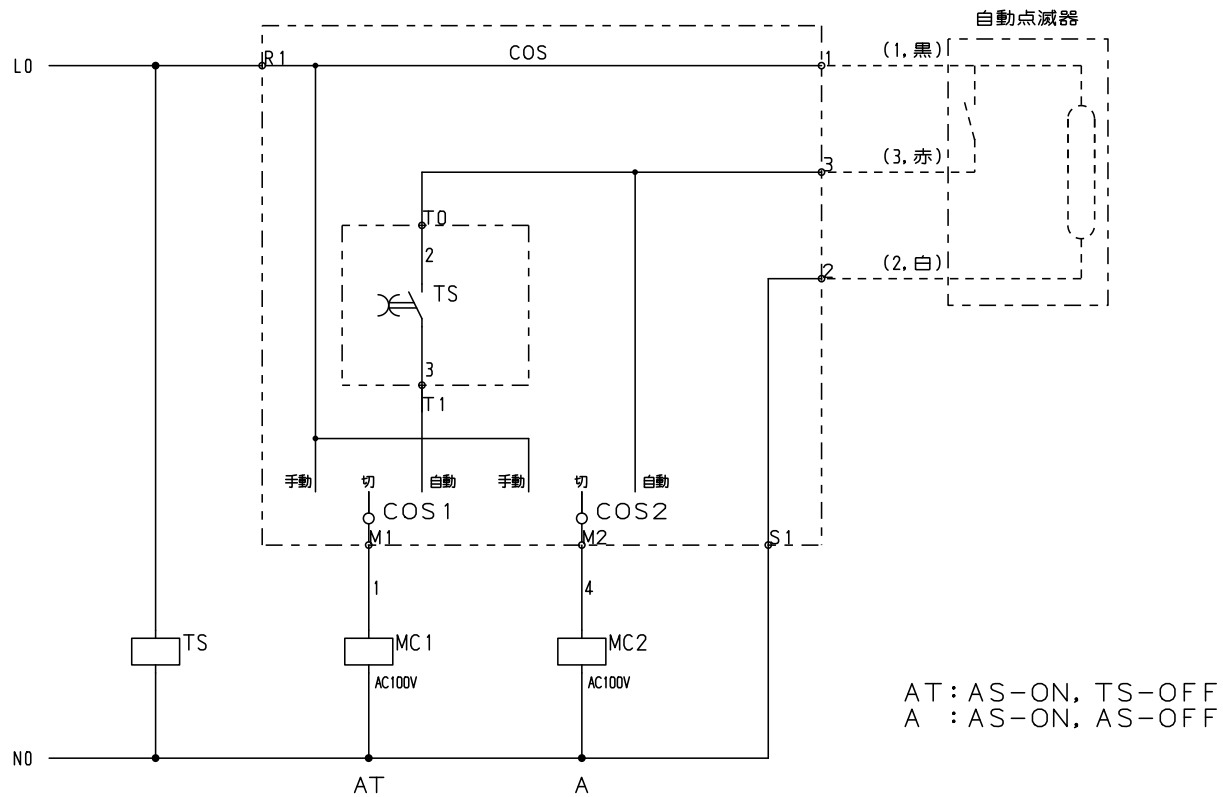 自動点滅器
COS
R1
1
(1,黒)
L0
3
(3,赤)
T0
2
2
(2,白)
TS
3
T1
手動
切
自動
手動
切
自動
COS1
COS2
M1
M2
S1
1
4
TS
MC1
MC2
AC100V
AC100V
AT:AS-ON, TS-OFF
A :AS-ON, AS-OFF
N0
AT
A